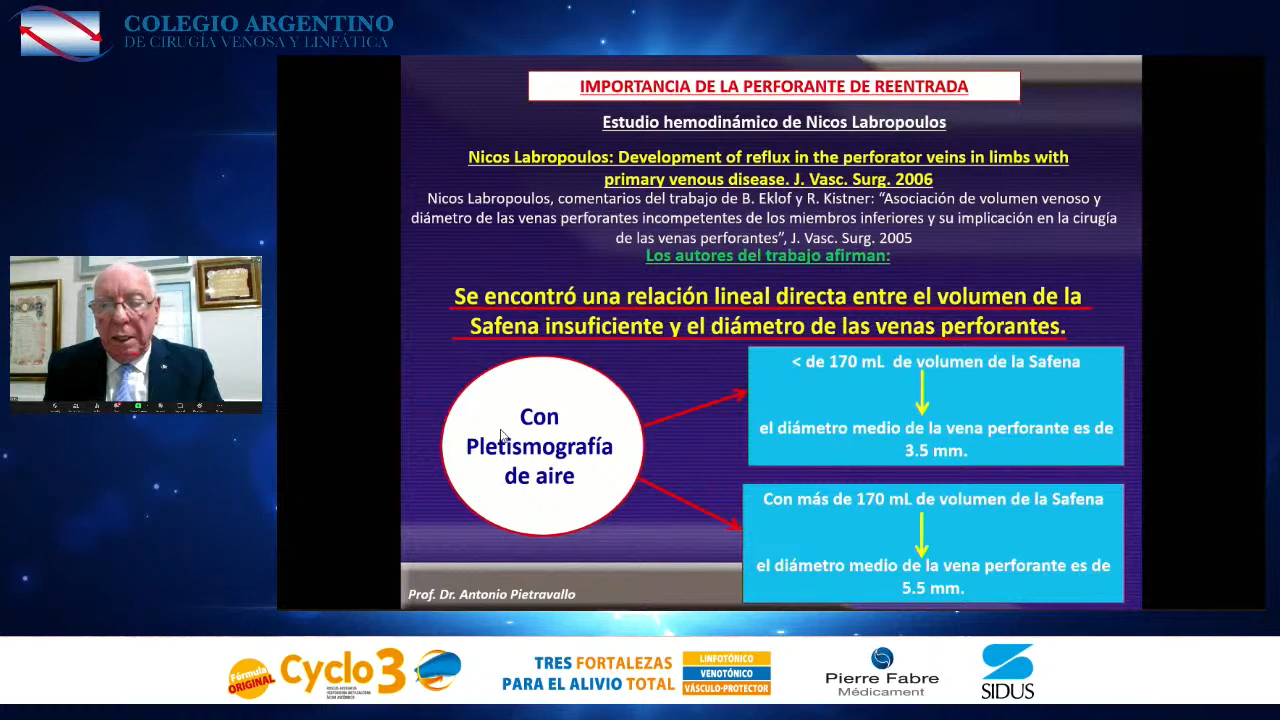 COLEGIO ARGENTINO
DE CIRUGÍA VENOSA Y LINFÁTICA
IMPORTANCIA DE LA PERFORANTE DE REENTRADA
Estudio hemodinámico de Nicos Labropoulos
Nicos Labropoulos: Development of reflux in the perforator veins in limbs with
primary venous disease. J. Vasc. Surg. 2006
Nicos Labropoulos, comentarios del trabajo de B. Eklof y R. Kistner: “Asociación de volumen venoso y
diámetro de las venas perforantes incompetentes de los miembros inferiores y su implicación en la cirugía
de las venas perforantes”, J. Vasc. Surg. 2005
Los autores del trabajo afirman:
Se encontró una relación lineal directa entre el volumen de la
Safena insuficiente y el diámetro de las venas perforantes.
Con
Pletismografía
de aire
< de 170 mL de volumen de la Safena
el diámetro medio de la vena perforante es de
3.5 mm.
Con más de 170 mL de volumen de la Safena
el diámetro medio de la vena perforante es de
5.5 mm.
Prof. Dr. Antonio Pietravallo
Fórmula
ORIGINAL
Cyclo 3
TRES FORTALEZAS
PARA EL ALIVIO TOTAL
LINFOTÓNICO
VENOTÓNICO
VÁSCULO-PROTECTOR
Pierre Fabre
Médicament
SIDUS